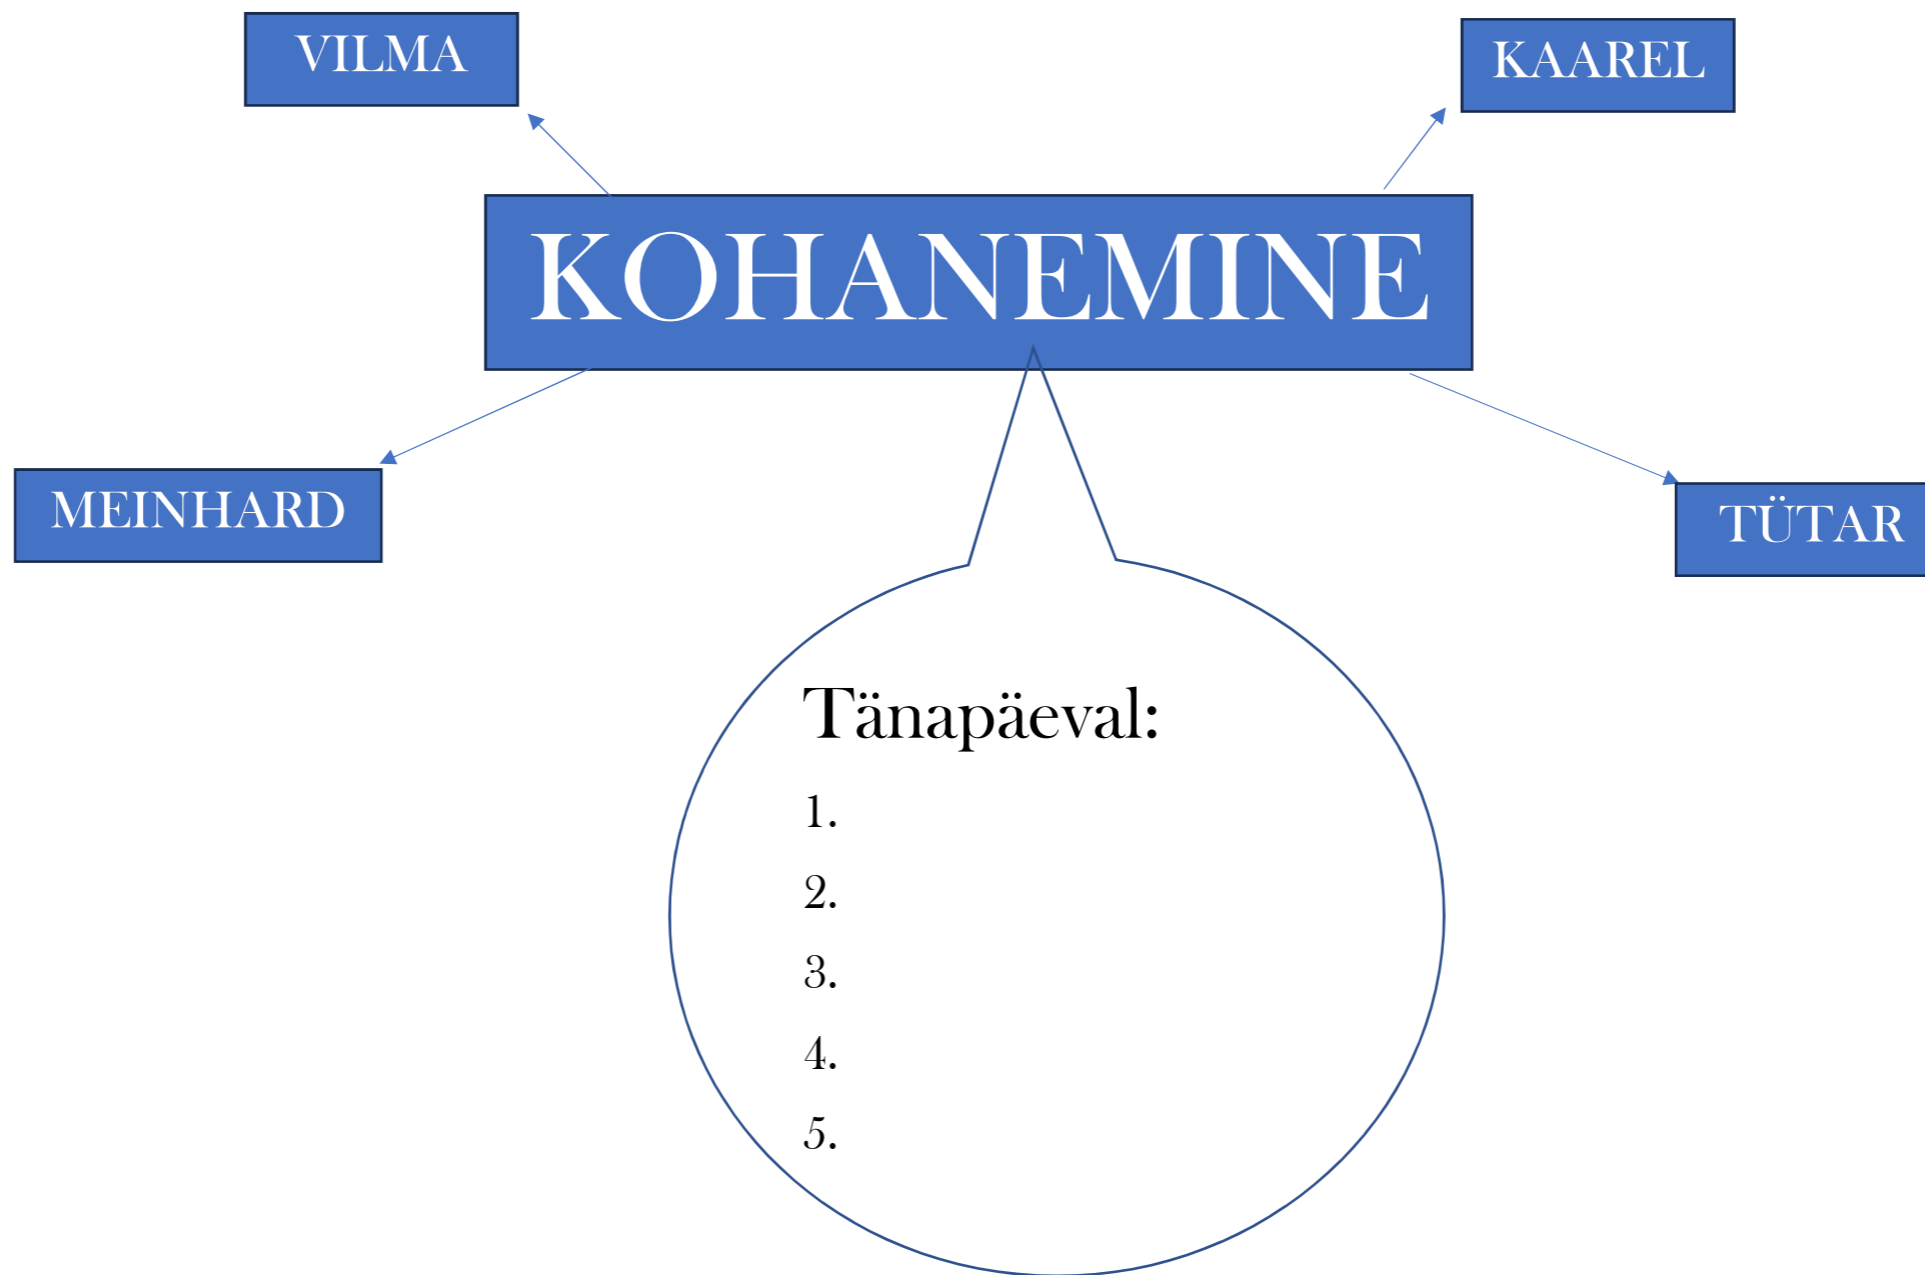 VILMA
KAAREL
KOHANEMINE
MEINHARD
TÜTAR
Tänapäeval:
1.
2.
3.
4.
5.